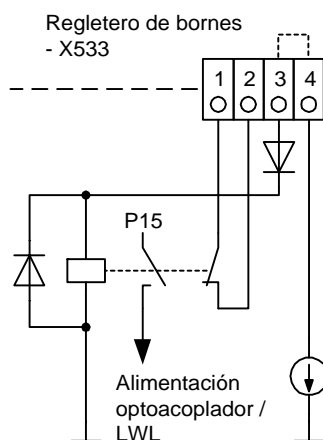 Regletero de bornes
- X533
1 2 3 4
P15
Alimentación
optoacoplador /
LWL